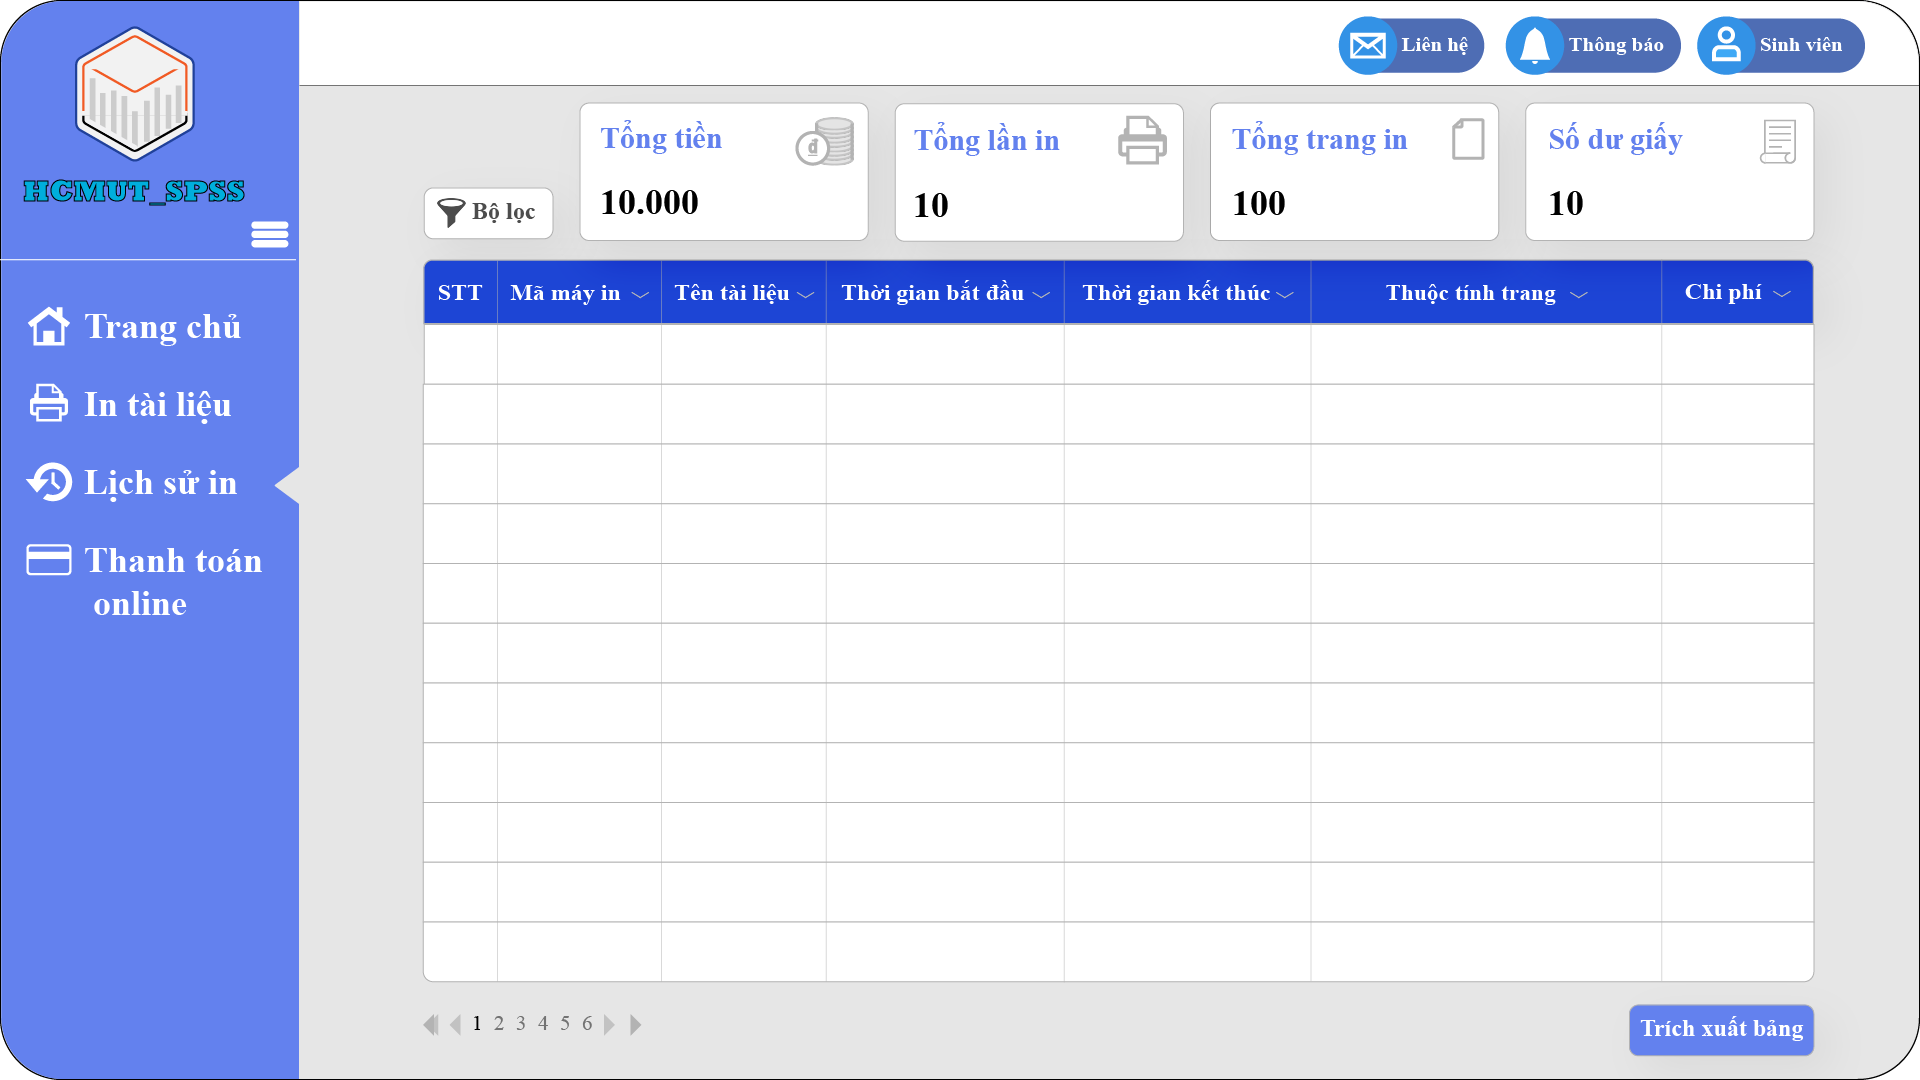 HCMUT_SPSS
Trang chủ
In tài liệu
Lịch sử in
Thanh toán
online
Liên hệ
Thông báo
Sinh viên
Bộ lọc
Tổng tiền
10.000
Tổng lần in
10
Tổng trang in
100
Số dư giấy
10
STT Mã máy in Tên tài liệu Thời gian bắt đầu Thời gian kết thúc Thuộc tính trang Chi phí
1 2 3 4 5 6
Trích xuất bảng